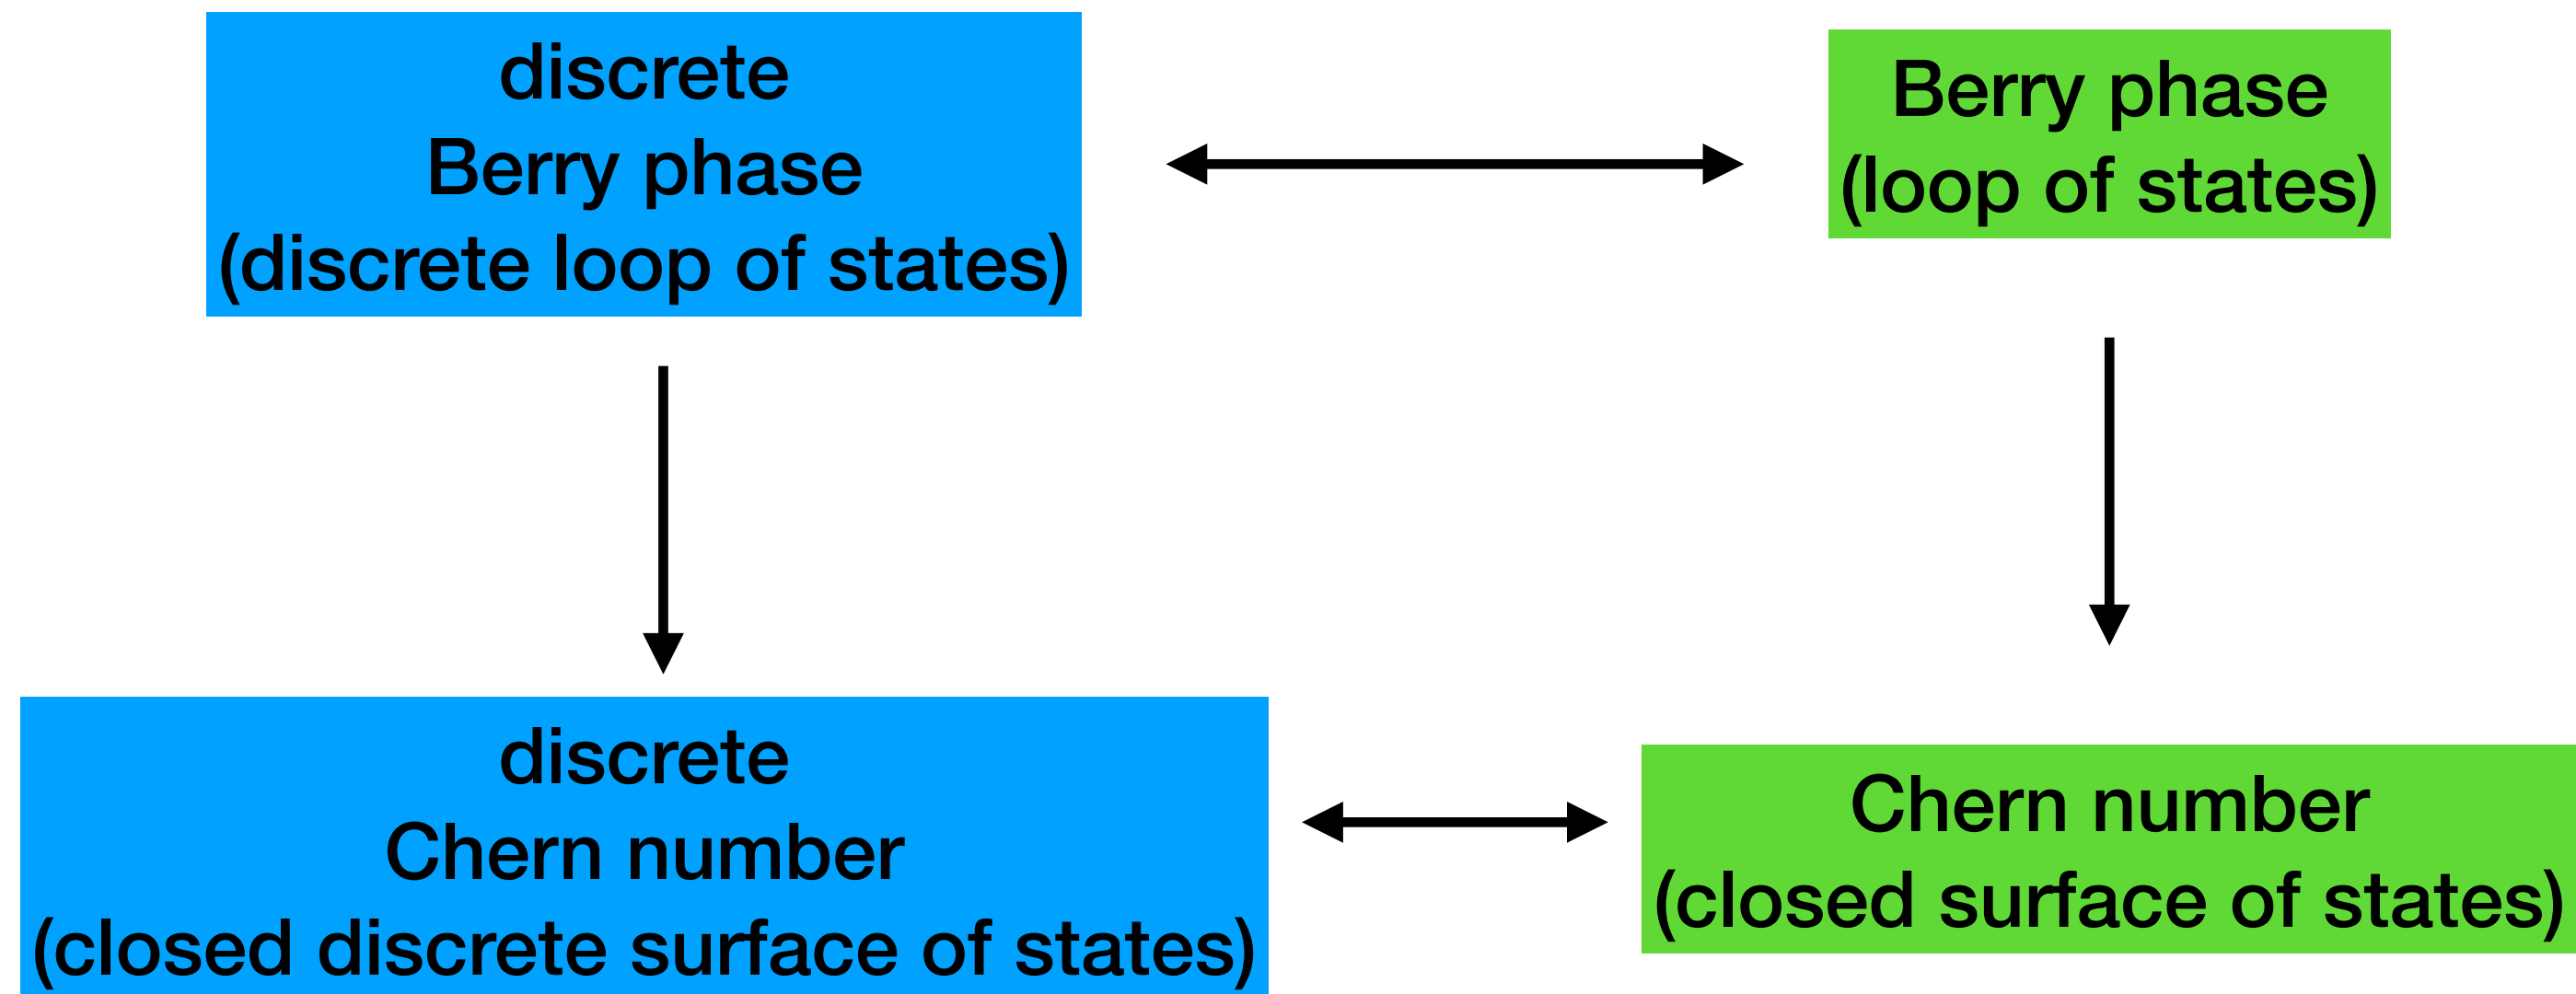 discrete
Berry phase
(discrete loop of states)
Berry phase
(loop of states)
discrete
Chern number
(closed discrete surface of states)
Chern number
(closed surface of states)